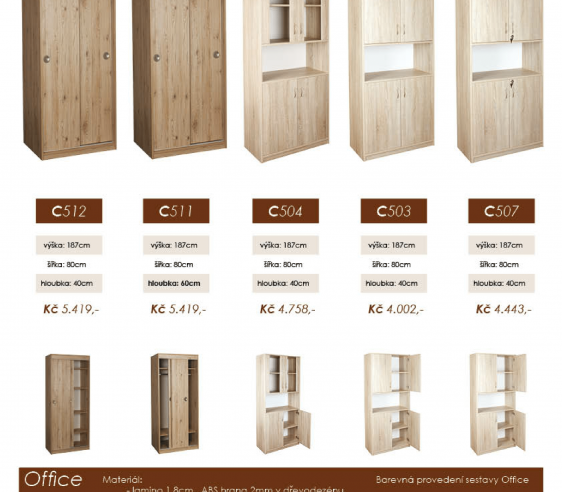 C512 C511 C504 C503 C507
výška: 187cm výška: 187cm výška: 187cm výška: 187cm výška: 187cm
šířka: 80cm šířka: 80cm šířka: 80cm šířka: 80cm šířka: 80cm
hloubka: 40cm hloubka: 60cm hloubka: 40cm hloubka: 40cm hloubka: 40cm
Kč 5.419,- Kč 5.419,- Kč 4.758,- Kč 4.002,- Kč 4.443,-
Office Materiál: Barevná provedení sestavy Office
- lamino 1,8cm, ABS hrana 2mm v dřevodezénu